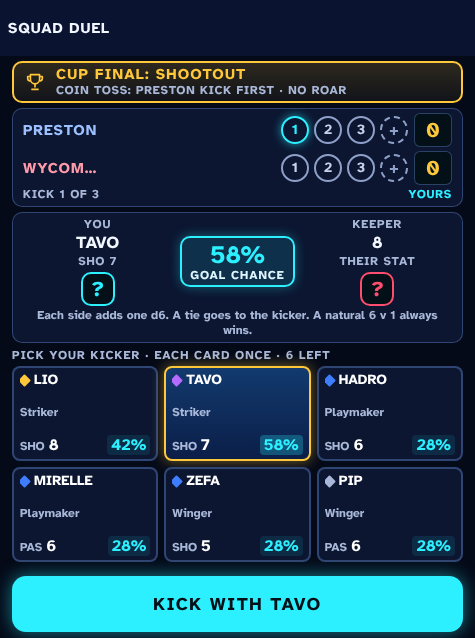 SQUAD DUEL
CUP FINAL: SHOOTOUT
COIN TOSS: PRESTON KICK FIRST · NO ROAR
PRESTON 1 2 3 + 0
WYCOM... 1 2 3 + 0
KICK 1 OF 3 YOURS
YOU KEEPER
TAVO 58% 8
SHO 7 GOAL CHANCE THEIR STAT
? ?
Each side adds one d6. A tie goes to the kicker. A natural 6 v 1 always
wins.
PICK YOUR KICKER · EACH CARD ONCE · 6 LEFT
LIO TAVO HADRO
Striker Striker Playmaker
SHO 8 42% SHO 7 58% SHO 6 28%
MIRELLE ZEFA PIP
Playmaker Winger Winger
PAS 6 28% SHO 5 28% PAS 6 28%
KICK WITH TAVO